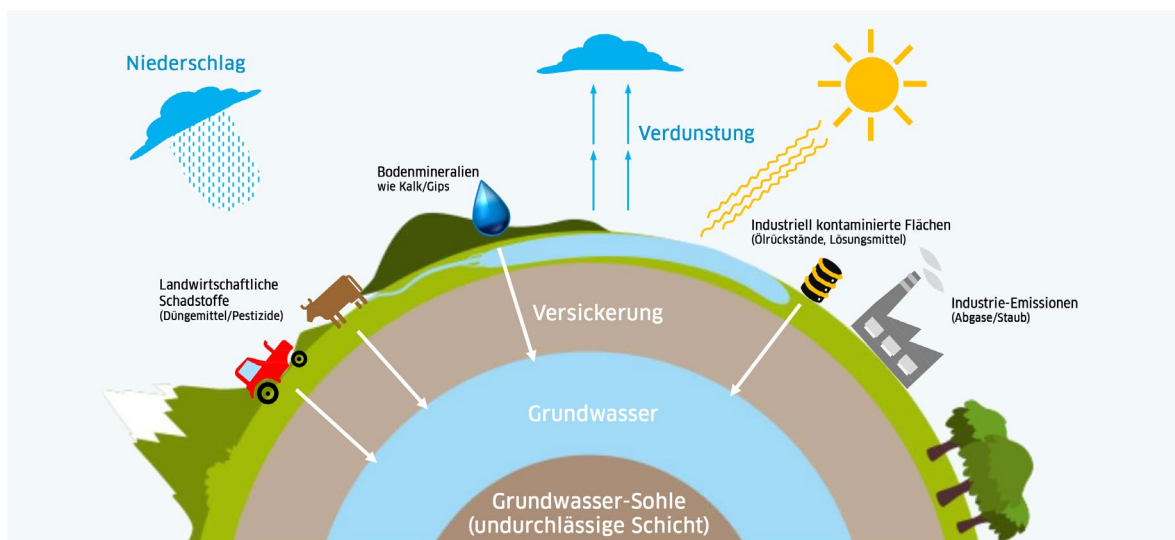 Niederschlag
Verdunstung
Bodenmineralien
wie Kalk/Gips
Industriell kontaminierte Flächen
(Ölrückstände, Lösungsmittel)
Landwirtschaftliche
Schadstoffe
(Düngemittel/Pestizide)
Industrie-Emissionen
(Abgase/Staub)
Versickerung
Grundwasser
Grundwasser-Sohle
(undurchlässige Schicht)